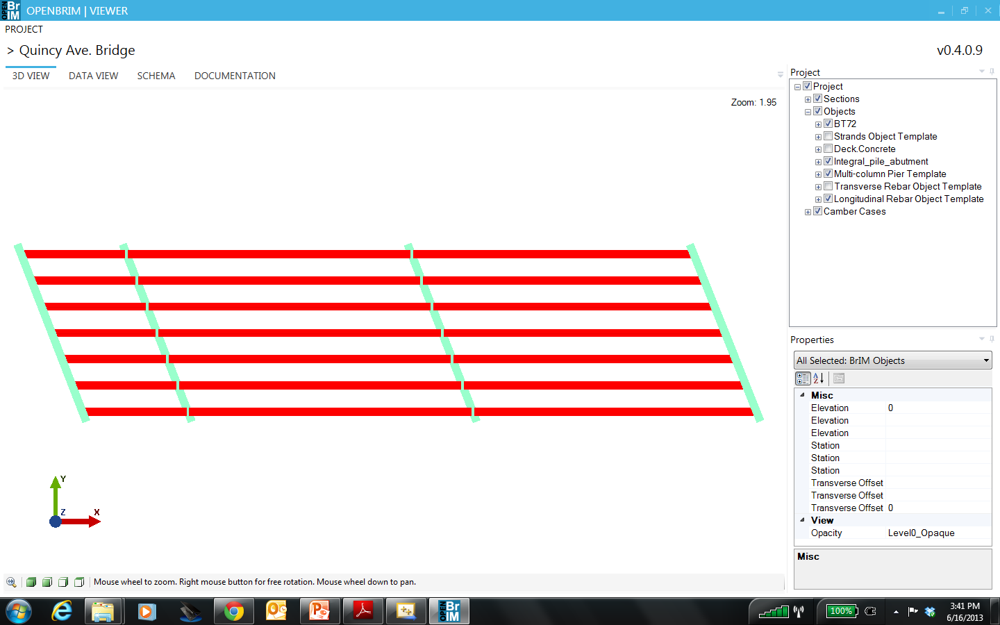 OPEN BrIM OPENBRIM | VIEWER
PROJECT
> Quincy Ave. Bridge
v0.4.0.9
3D VIEW DATA VIEW SCHEMA DOCUMENTATION
Zoom: 1.95
Y
Z
X
Mouse wheel to zoom. Right mouse button for free rotation. Mouse wheel down to pan.
Project
Project
Sections
Objects
BT72
Strands Object Template
Deck.Concrete
Integral_pile_abutment
Multi-column Pier Template
Transverse Rebar Object Template
Longitudinal Rebar Object Template
Camber Cases
Properties
All Selected: BrIM Objects
A
Z
Misc
Elevation 0
Elevation
Elevation
Station
Station
Station
Transverse Offset
Transverse Offset
Transverse Offset 0
View
Opacity Level0_Opaque
Misc
OPEN BrIM
100%
3:41 PM
6/16/2013